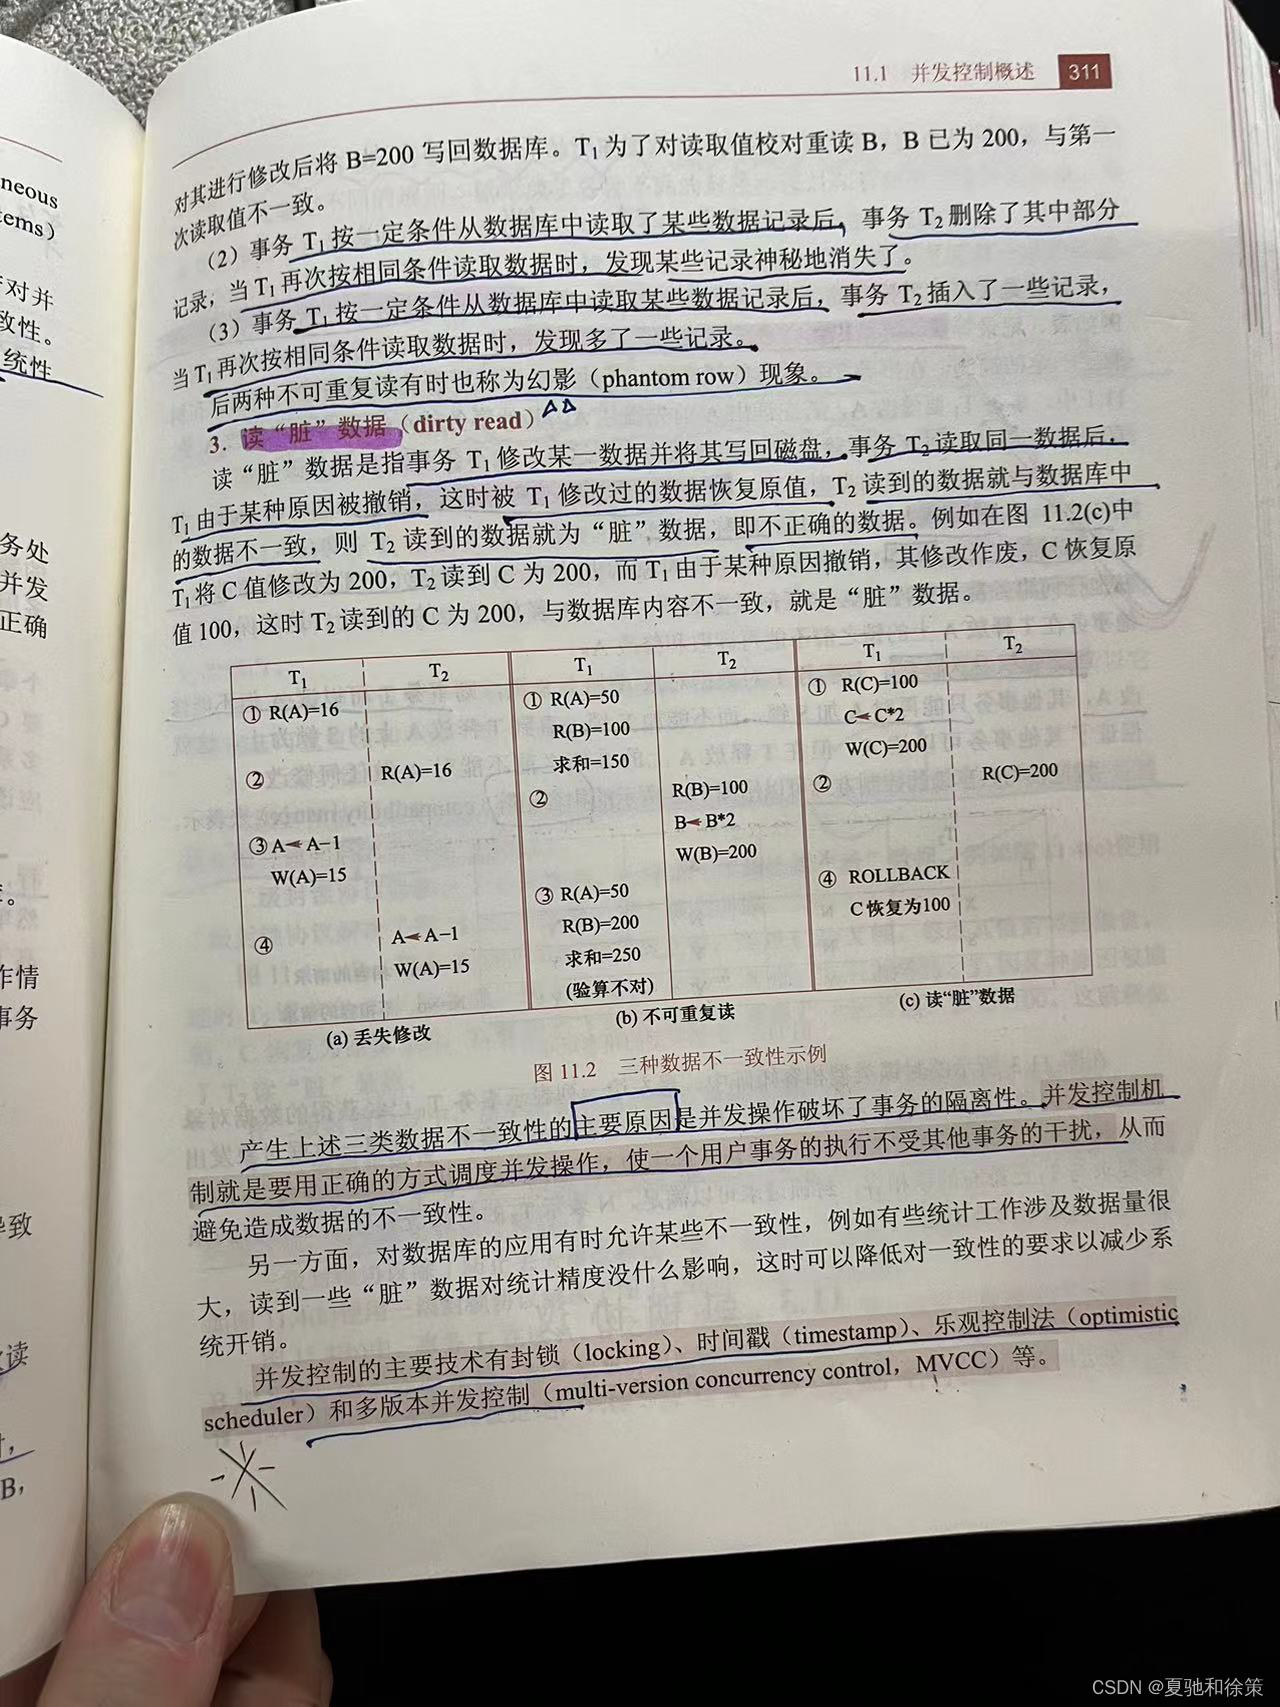 11.1 并发控制概述 311
neous
tems）
对并
致性。
统性
务处
并发
正确
作情
事务
导致
读
B，
对其进行修改后将 B=200 写回数据库。T₁为了对读取值校对重读 B，B 已为 200，与第一
次读取值不一致。
（2）事务 T₁按一定条件从数据库中读取了某些数据记录后，事务 T₂删除了其中部分
记录，当 T₁再次按相同条件读取数据时，发现某些记录神秘地消失了。
（3）事务 T₁按一定条件从数据库中读取某些数据记录后，事务 T₂插入了一些记录，
当 T₁再次按相同条件读取数据时，发现多了一些记录。
后两种不可重复读有时也称为幻影（phantom row）现象。
3. 读“脏”数据（dirty read）
读“脏”数据是指事务 T₁修改某一数据并将其写回磁盘，事务 T₂读取同一数据后，
T₁由于某种原因被撤销，这时被 T₁修改过的数据恢复原值，T₂读到的数据就与数据库中
的数据不一致，则 T₂读到的数据就为“脏”数据，即不正确的数据。例如在图 11.2(c)中
T₁将 C 值修改为 200，T₂读到 C 为 200，而 T₁由于某种原因撤销，其修改作废，C 恢复原
值 100，这时 T₂读到的 C 为 200，与数据库内容不一致，就是“脏”数据。
T₁ T₂ T₁ T₂ T₁ T₂
① R(A)=16
② R(A)=16
③ A← A−1
W(A)=15
④ A← A−1
W(A)=15
(a) 丢失修改
① R(A)=50
R(B)=100
求和=150
② R(B)=100
B← B*2
W(B)=200
③ R(A)=50
R(B)=200
求和=250
(验算不对)
(b) 不可重复读
① R(C)=100
C← C*2
W(C)=200
② R(C)=200
④ ROLLBACK
C 恢复为100
(c) 读“脏”数据
图 11.2 三种数据不一致性示例
产生上述三类数据不一致性的主要原因是并发操作破坏了事务的隔离性。并发控制机
制就是要用正确的方式调度并发操作，使一个用户事务的执行不受其他事务的干扰，从而
避免造成数据的不一致性。
另一方面，对数据库的应用有时允许某些不一致性，例如有些统计工作涉及数据量很
大，读到一些“脏”数据对统计精度没什么影响，这时可以降低对一致性的要求以减少系
统开销。
并发控制的主要技术有封锁（locking）、时间戳（timestamp）、乐观控制法（optimistic
scheduler）和多版本并发控制（multi-version concurrency control，MVCC）等。
CSDN @夏驰和徐策